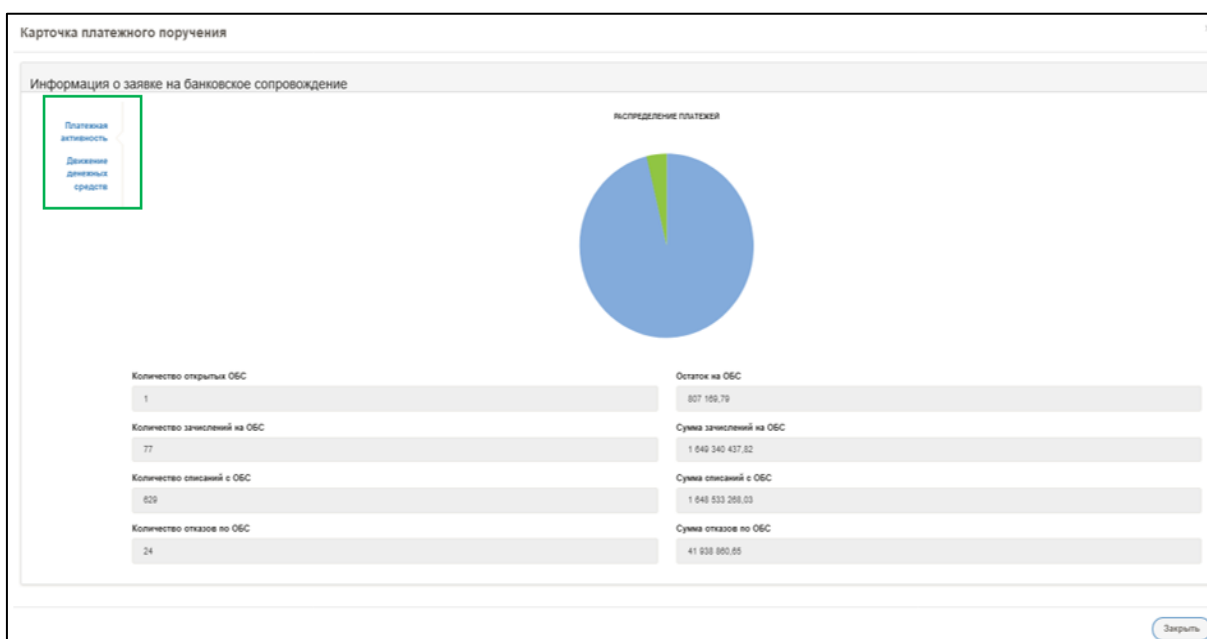 Карточка платежного поручения
Информация о заявке на банковское сопровождение
Платежная
активность
Движение
денежных
средств
РАСПРЕДЕЛЕНИЕ ПЛАТЕЖЕЙ
Количество открытых ОБС
1
Остаток на ОБС
807 169,79
Количество зачислений на ОБС
77
Сумма зачислений на ОБС
1 649 340 437,82
Количество списаний с ОБС
629
Сумма списаний с ОБС
1 648 533 268,03
Количество отказов по ОБС
24
Сумма отказов по ОБС
41 938 860,65
Закрыть